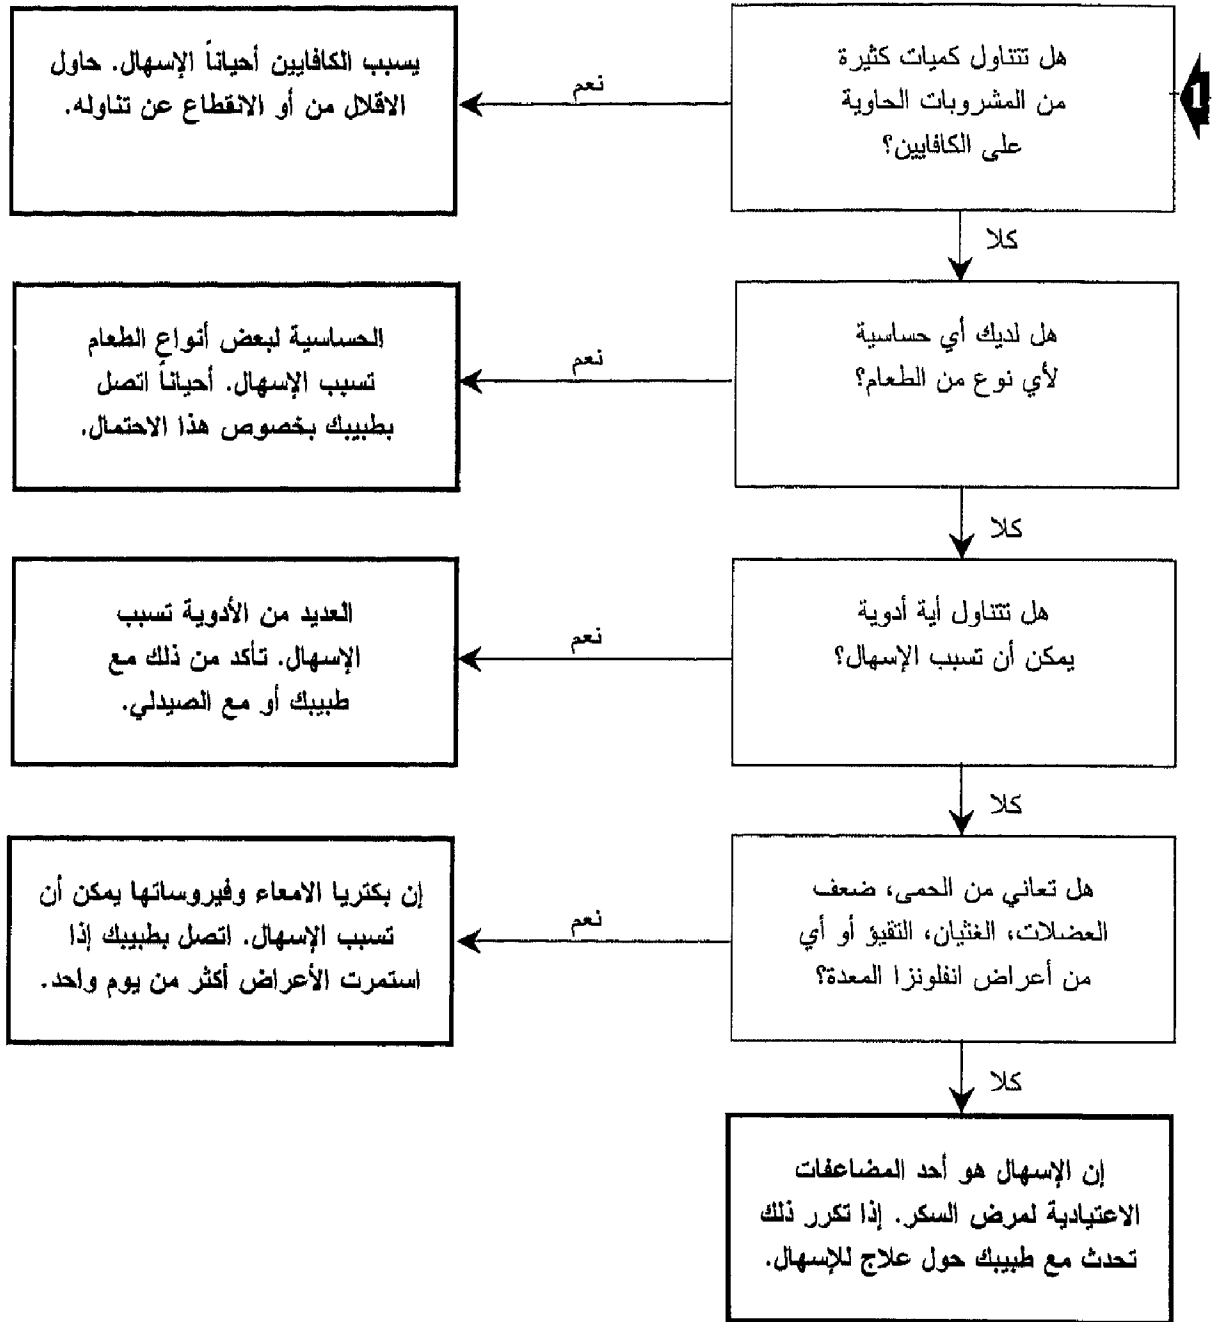 1
هل تتناول كميات كثيرة
من المشروبات الحاوية
على الكافايين؟
نعم
يسبب الكافايين أحياناً الإسهال. حاول
الاقلال من أو الانقطاع عن تناوله.
كلا
هل لديك أي حساسية
لأي نوع من الطعام؟
نعم
الحساسية لبعض أنواع الطعام
تسبب الإسهال. أحياناً اتصل
بطبيبك بخصوص هذا الاحتمال.
كلا
هل تتناول أية أدوية
يمكن أن تسبب الإسهال؟
نعم
العديد من الأدوية تسبب
الإسهال. تأكد من ذلك مع
طبيبك أو مع الصيدلي.
كلا
هل تعاني من الحمى، ضعف
العضلات، الغثيان، التقيؤ أو أي
من أعراض انفلونزا المعدة؟
نعم
إن بكتريا الامعاء وفيروساتها يمكن أن
تسبب الإسهال. اتصل بطبيبك إذا
استمرت الأعراض أكثر من يوم واحد.
كلا
إن الإسهال هو أحد المضاعفات
الاعتيادية لمرض السكر. إذا تكرر ذلك
تحدث مع طبيبك حول علاج للإسهال.